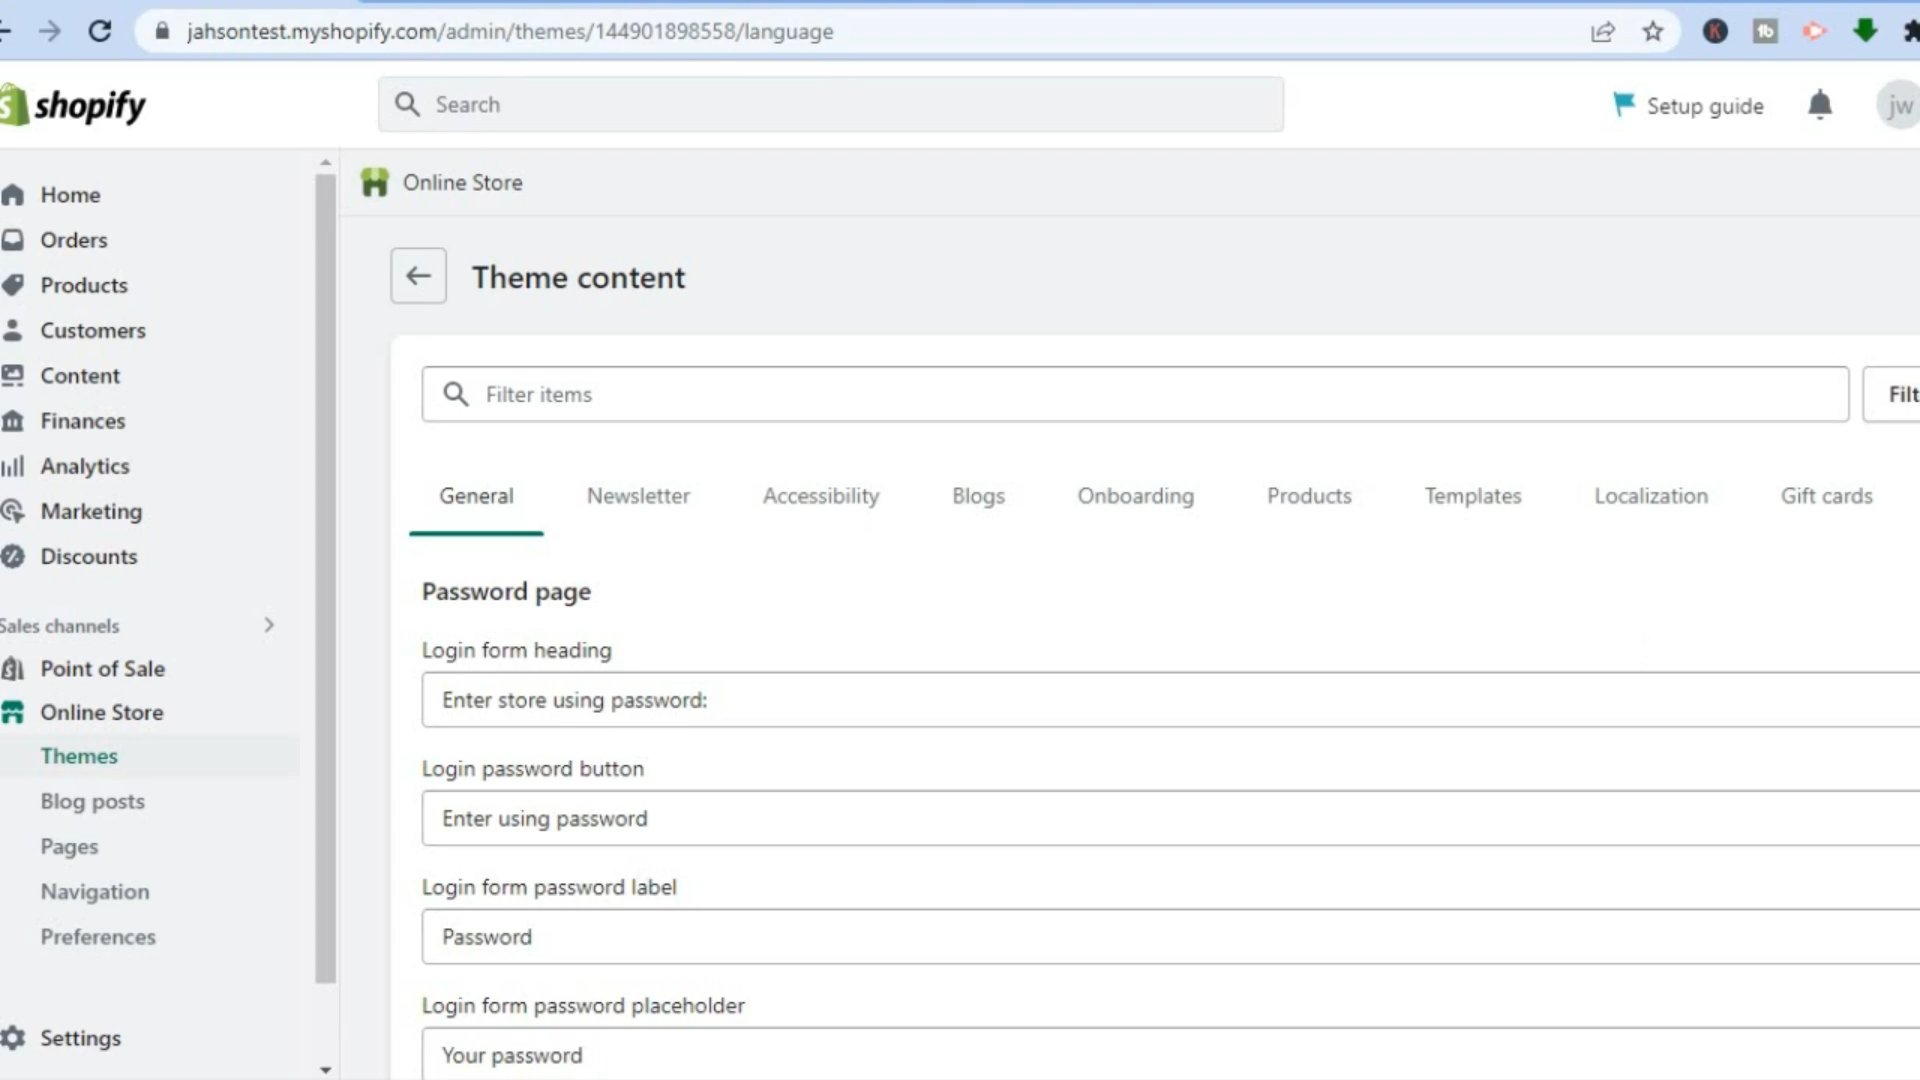 jahsontest.myshopify.com/admin/themes/144901898558/language
K
tb
shopify
Search
Setup guide
jw
Home
Orders
Products
Customers
Content
Finances
Analytics
Marketing
Discounts
Sales channels
Point of Sale
Online Store
Themes
Blog posts
Pages
Navigation
Preferences
Settings
Online Store
Theme content
Filter items
Filt
General Newsletter Accessibility Blogs Onboarding Products Templates Localization Gift cards
Password page
Login form heading
Enter store using password:
Login password button
Enter using password
Login form password label
Password
Login form password placeholder
Your password